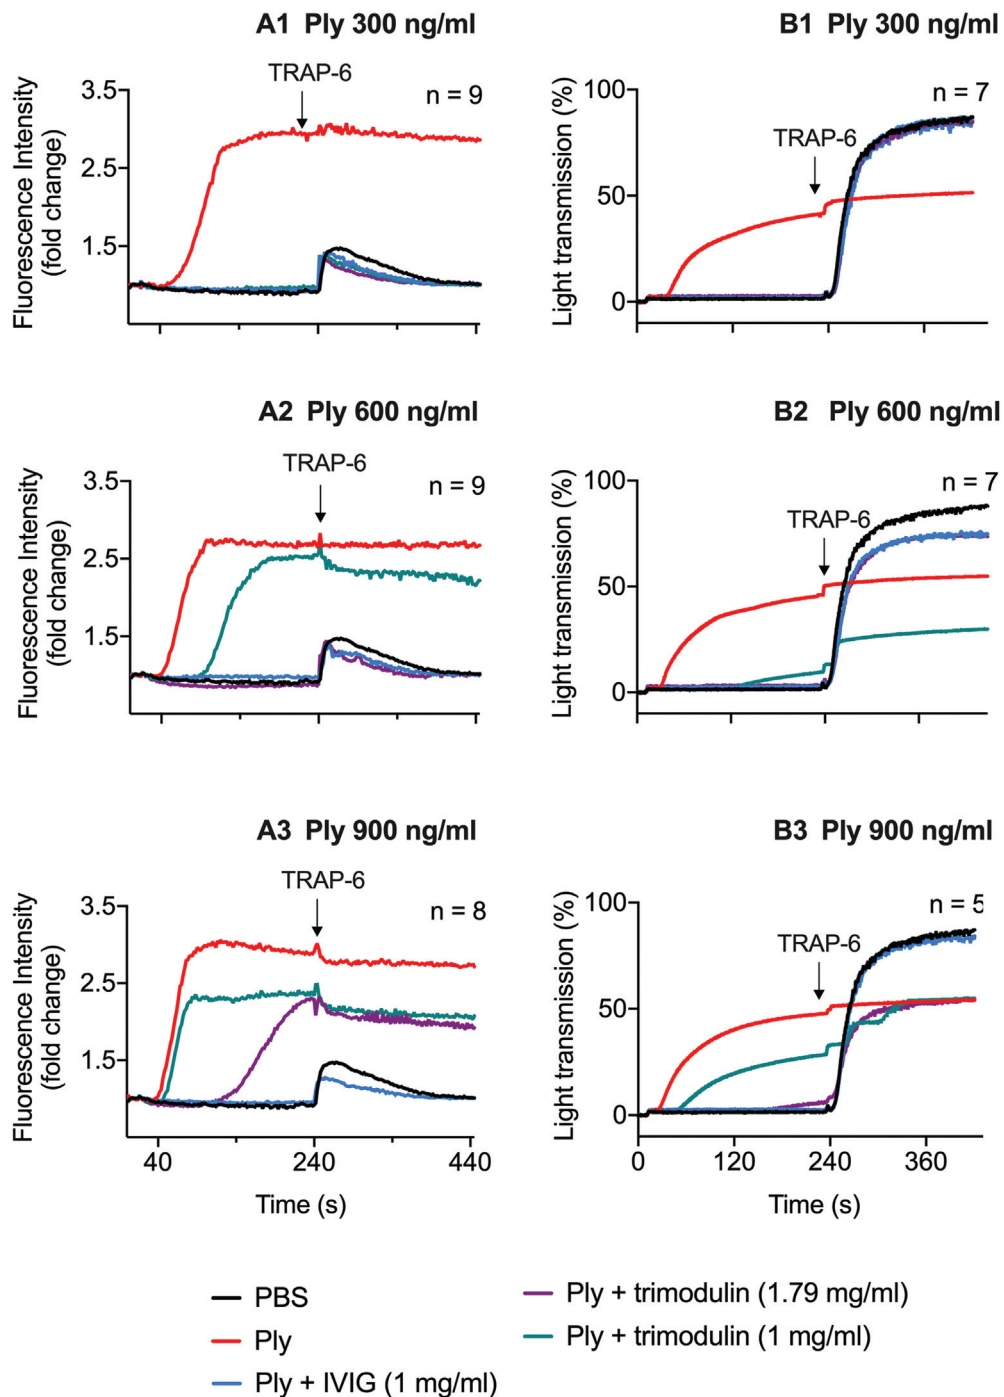 A1 Ply 300 ng/ml
B1 Ply 300 ng/ml
Fluorescence Intensity
(fold change)
3.5
2.5
1.5
TRAP-6
n = 9
Light transmission (%)
100
50
0
TRAP-6
n = 7
A2 Ply 600 ng/ml
B2 Ply 600 ng/ml
Fluorescence Intensity
(fold change)
3.5
2.5
1.5
TRAP-6
n = 9
Light transmission (%)
100
50
0
TRAP-6
n = 7
A3 Ply 900 ng/ml
B3 Ply 900 ng/ml
Fluorescence Intensity
(fold change)
3.5
2.5
1.5
TRAP-6
n = 8
40 240 440
Time (s)
Light transmission (%)
100
50
0
TRAP-6
n = 5
0 120 240 360
Time (s)
PBS
Ply
Ply + IVIG (1 mg/ml)
Ply + trimodulin (1.79 mg/ml)
Ply + trimodulin (1 mg/ml)